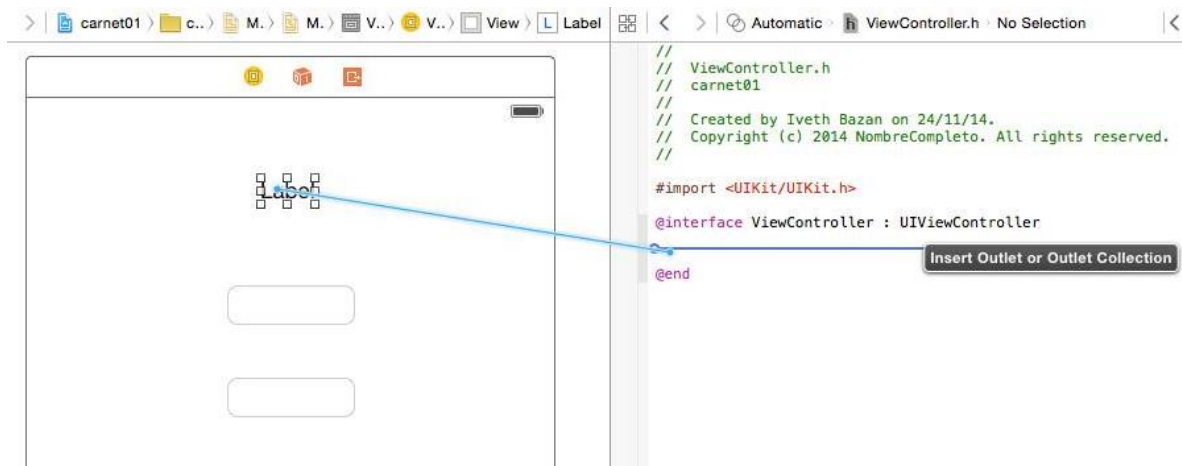 carnet01 > c.. > M. > M. > V.. > V.. > View > L Label
< > Automatic > h ViewController.h > No Selection <
//
//  ViewController.h
//  carnet01
//
//  Created by Iveth Bazan on 24/11/14.
//  Copyright (c) 2014 NombreCompleto. All rights reserved.
//
#import <UIKit/UIKit.h>
@interface ViewController : UIViewController
Insert Outlet or Outlet Collection
@end
Label